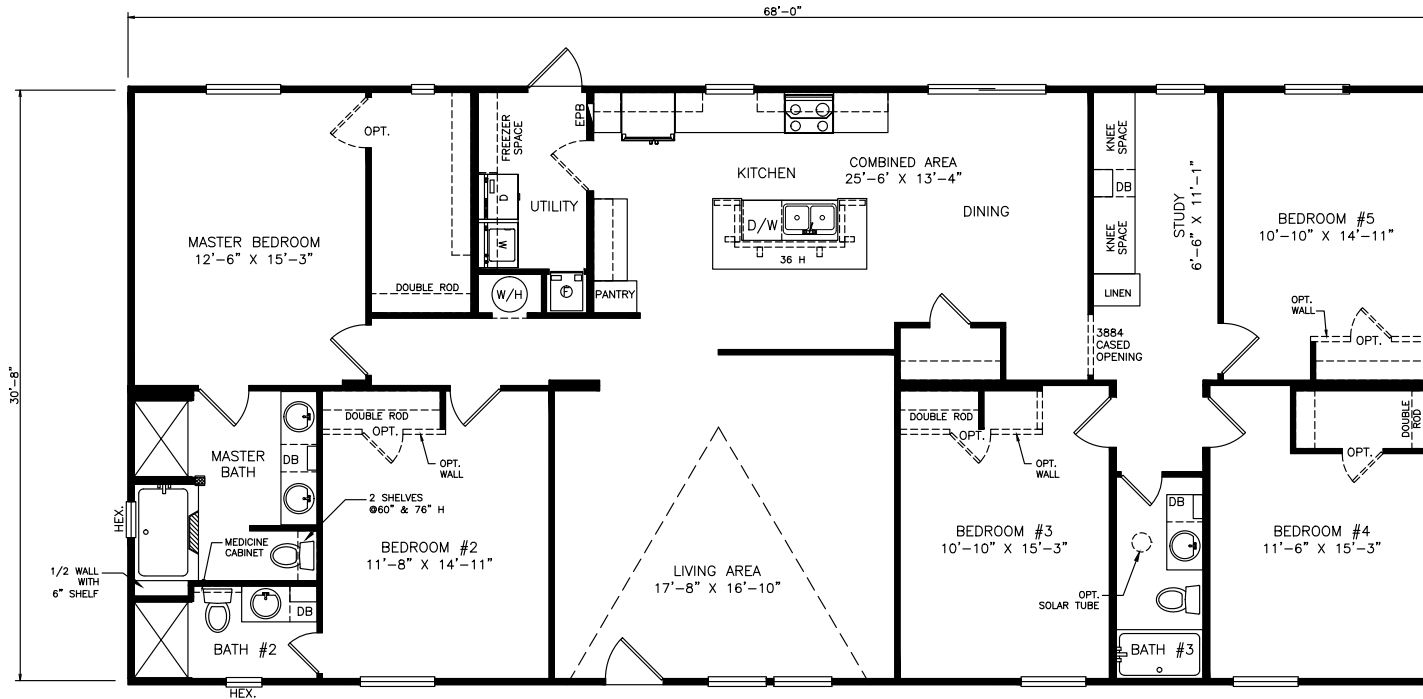 68'-0"
30'-8"
OPT.
MASTER BEDROOM
12'-6" X 15'-3"
DOUBLE ROD
FREEZER
SPACE
EPB
D
W
UTILITY
W/H
F
PANTRY
KITCHEN
COMBINED AREA
25'-6' X 13'-4"
D/W
36 H
DINING
KNEE
SPACE
DB
KNEE
SPACE
LINEN
STUDY
6'-6" X 11'-1"
3884
CASED
OPENING
BEDROOM #5
10'-10" X 14'-11"
OPT.
WALL
OPT.
MASTER
BATH
DB
HEX.
MEDICINE
CABINET
1/2 WALL
WITH
6" SHELF
DOUBLE ROD
OPT.
OPT.
WALL
2 SHELVES
@60" & 76" H
BEDROOM #2
11'-8" X 14'-11"
DB
BATH #2
HEX.
LIVING AREA
17'-8" X 16'-10"
DOUBLE ROD
OPT.
OPT.
WALL
BEDROOM #3
10'-10" X 15'-3"
DB
OPT.
SOLAR TUBE
BATH #3
DOUBLE
ROD
OPT.
BEDROOM #4
11'-6" X 15'-3"